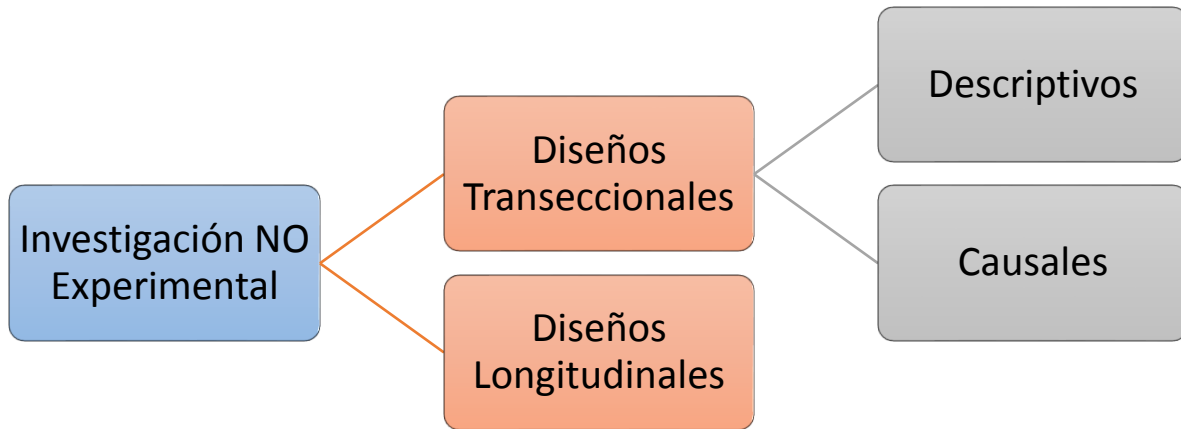 Investigación NO
Experimental
Diseños
Transeccionales
Diseños
Longitudinales
Descriptivos
Causales